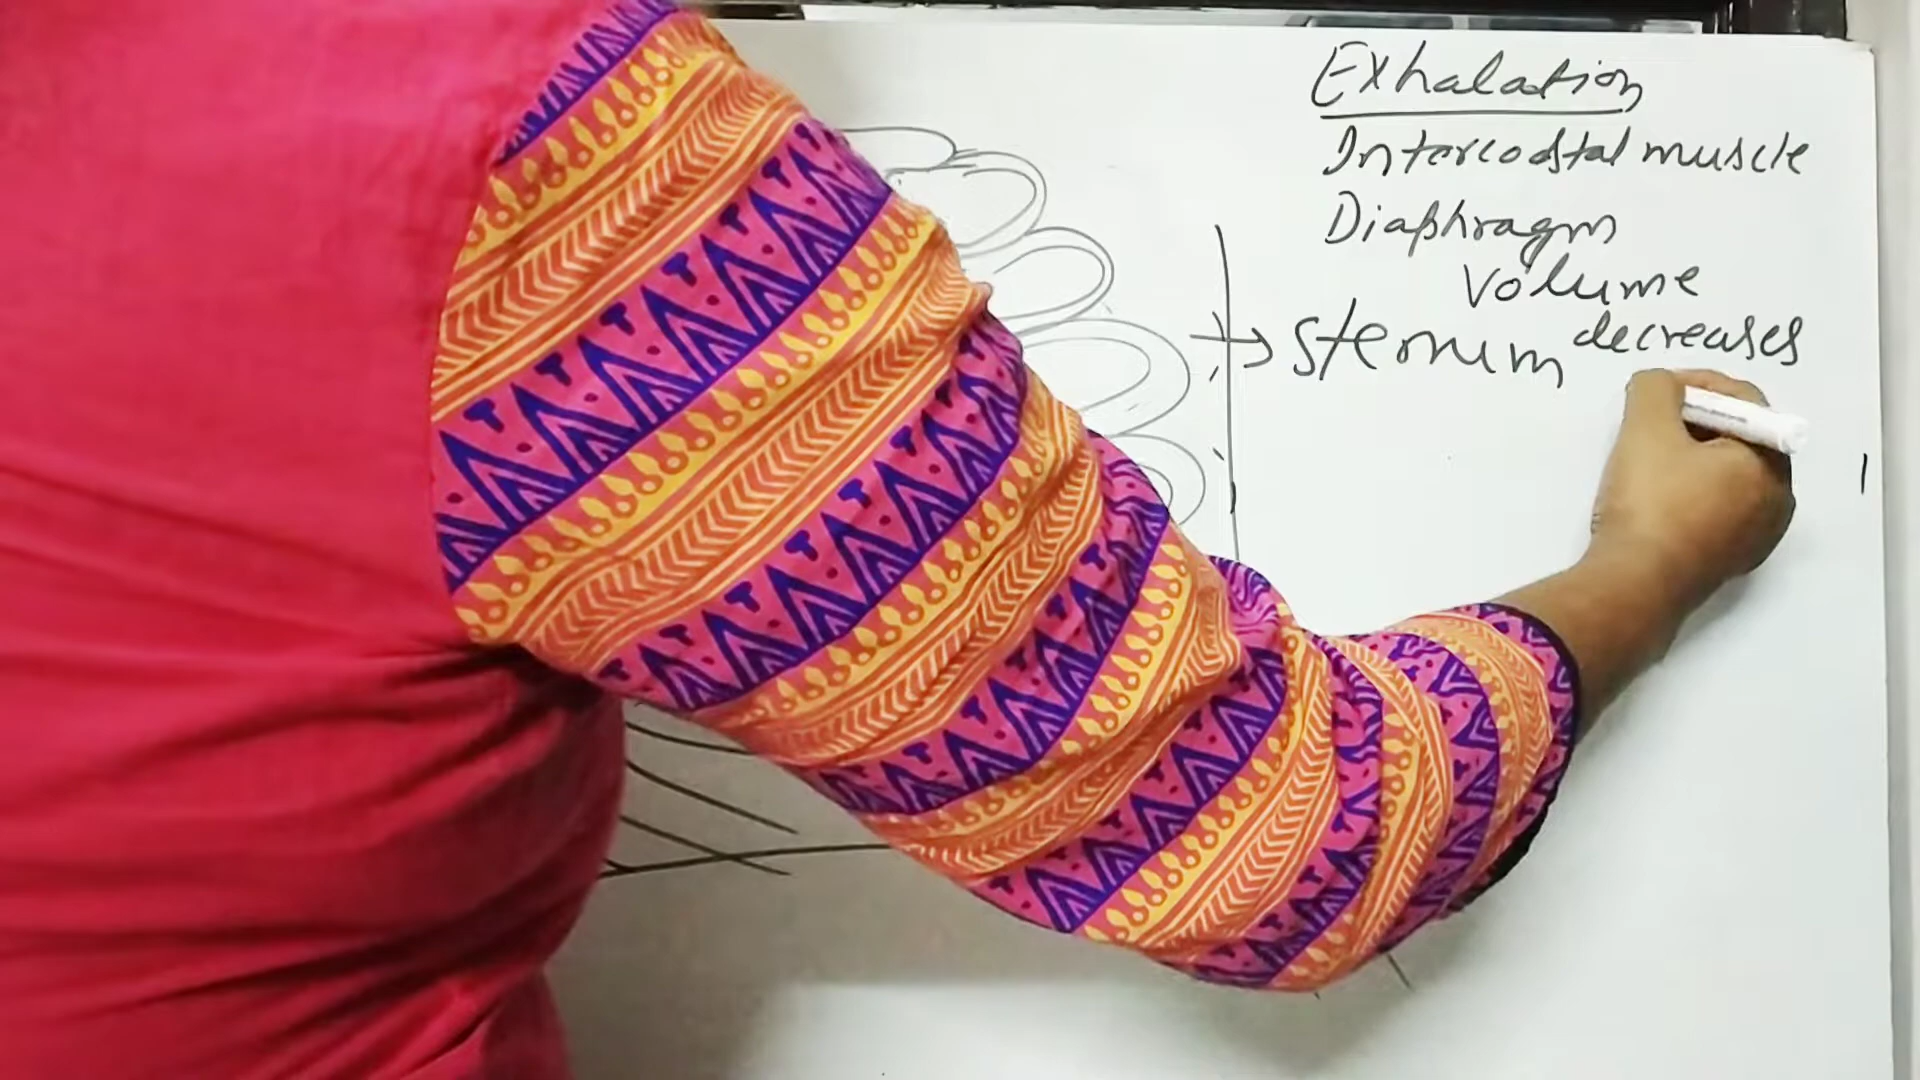 Exhalation
Intercostal muscle
Diaphragm
Volume
decreases
→ sternum